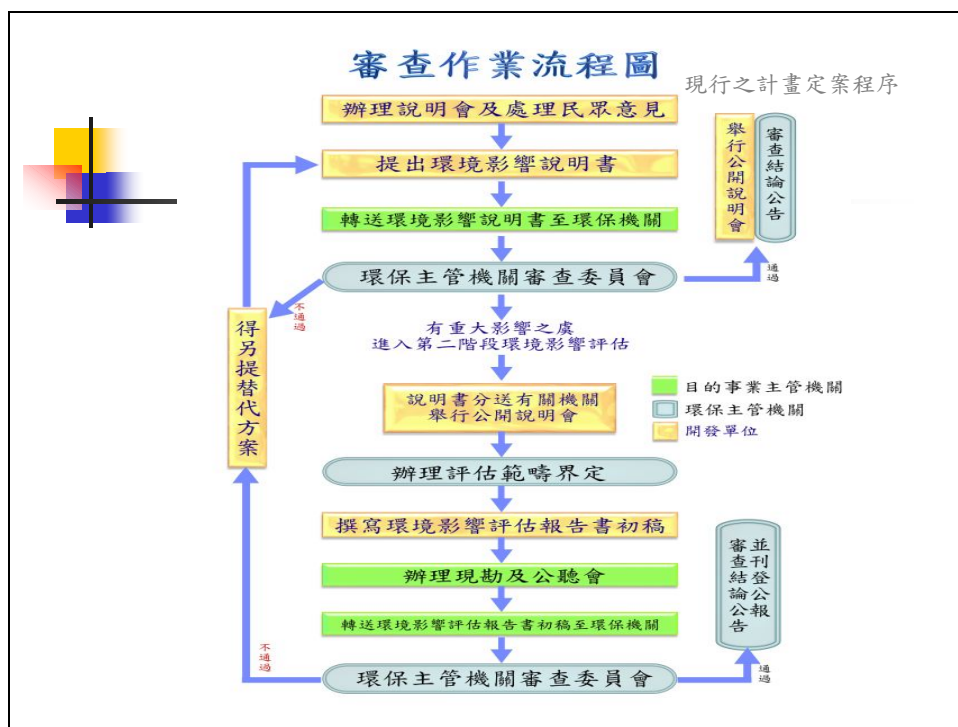 審查作業流程圖
現行之計畫定案程序
辦理說明會及處理民眾意見
提出環境影響說明書
轉送環境影響說明書至環保機關
環保主管機關審查委員會
通過
舉行公開說明會
審查結論公告
不通過
得另提替代方案
有重大影響之虞
進入第二階段環境影響評估
說明書分送有關機關
舉行公開說明會
目的事業主管機關
環保主管機關
開發單位
辦理評估範疇界定
撰寫環境影響評估報告書初稿
辦理現勘及公聽會
轉送環境影響評估報告書初稿至環保機關
環保主管機關審查委員會
不通過
通過
審查結論公告
並刊登公報